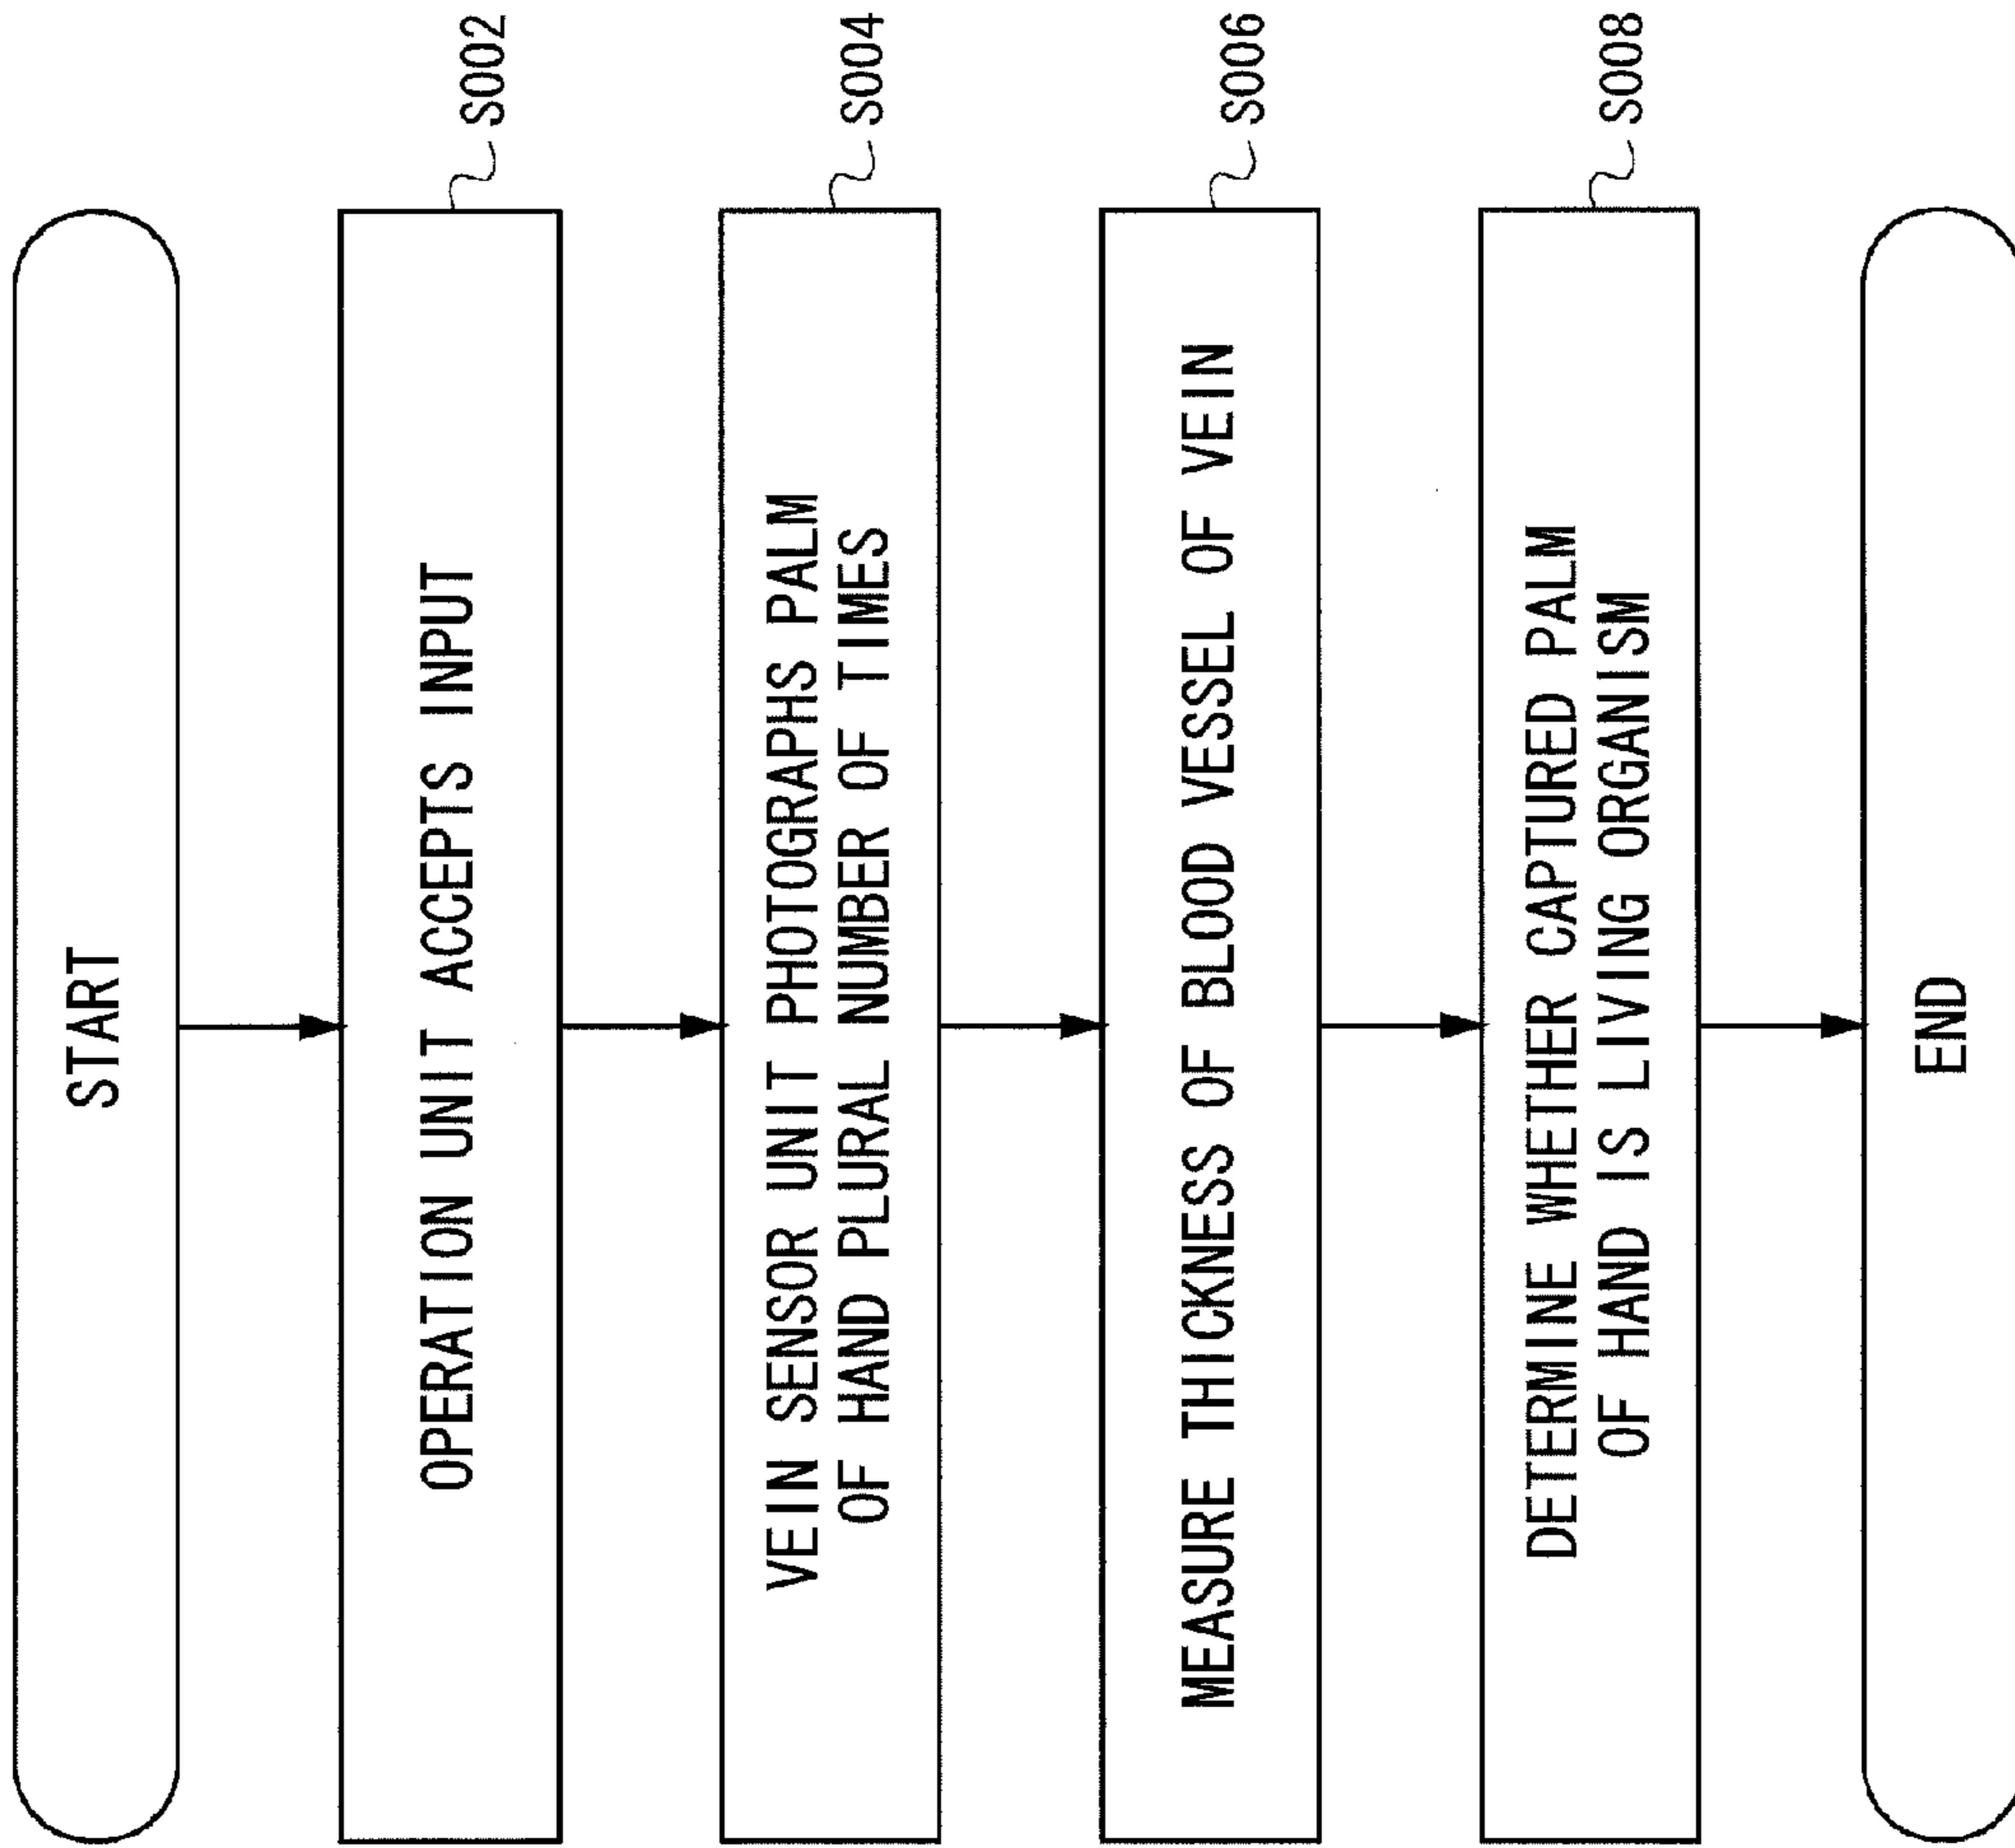 START
OPERATION UNIT ACCEPTS INPUT
S002
VEIN SENSOR UNIT PHOTOGRAPHS PALM
OF HAND PLURAL NUMBER OF TIMES
S004
MEASURE THICKNESS OF BLOOD VESSEL OF VEIN
S006
DETERMINE WHETHER CAPTURED PALM
OF HAND IS LIVING ORGANISM
S008
END